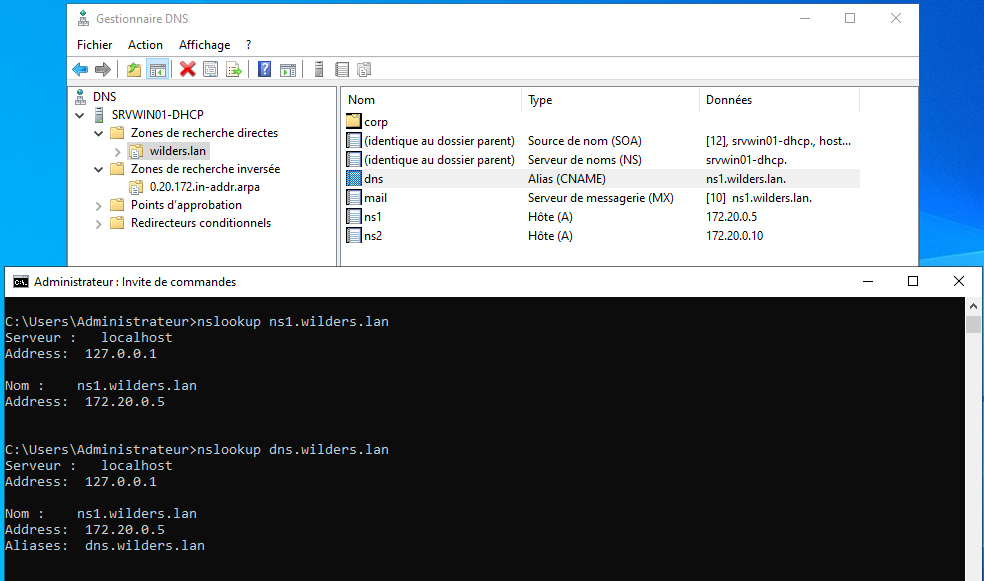 Gestionnaire DNS
Fichier Action Affichage ?
DNS
SRVWIN01-DHCP
Zones de recherche directes
wilders.lan
Zones de recherche inversée
0.20.172.in-addr.arpa
Points d'approbation
Redirecteurs conditionnels
Nom Type Données
corp
(identique au dossier parent) Source de nom (SOA) [12], srvwin01-dhcp., host...
(identique au dossier parent) Serveur de noms (NS) srvwin01-dhcp.
dns Alias (CNAME) ns1.wilders.lan.
mail Serveur de messagerie (MX) [10] ns1.wilders.lan.
ns1 Hôte (A) 172.20.0.5
ns2 Hôte (A) 172.20.0.10
Administrateur : Invite de commandes
C:\Users\Administrateur>nslookup ns1.wilders.lan
Serveur : localhost
Address: 127.0.0.1
Nom : ns1.wilders.lan
Address: 172.20.0.5
C:\Users\Administrateur>nslookup dns.wilders.lan
Serveur : localhost
Address: 127.0.0.1
Nom : ns1.wilders.lan
Address: 172.20.0.5
Aliases: dns.wilders.lan